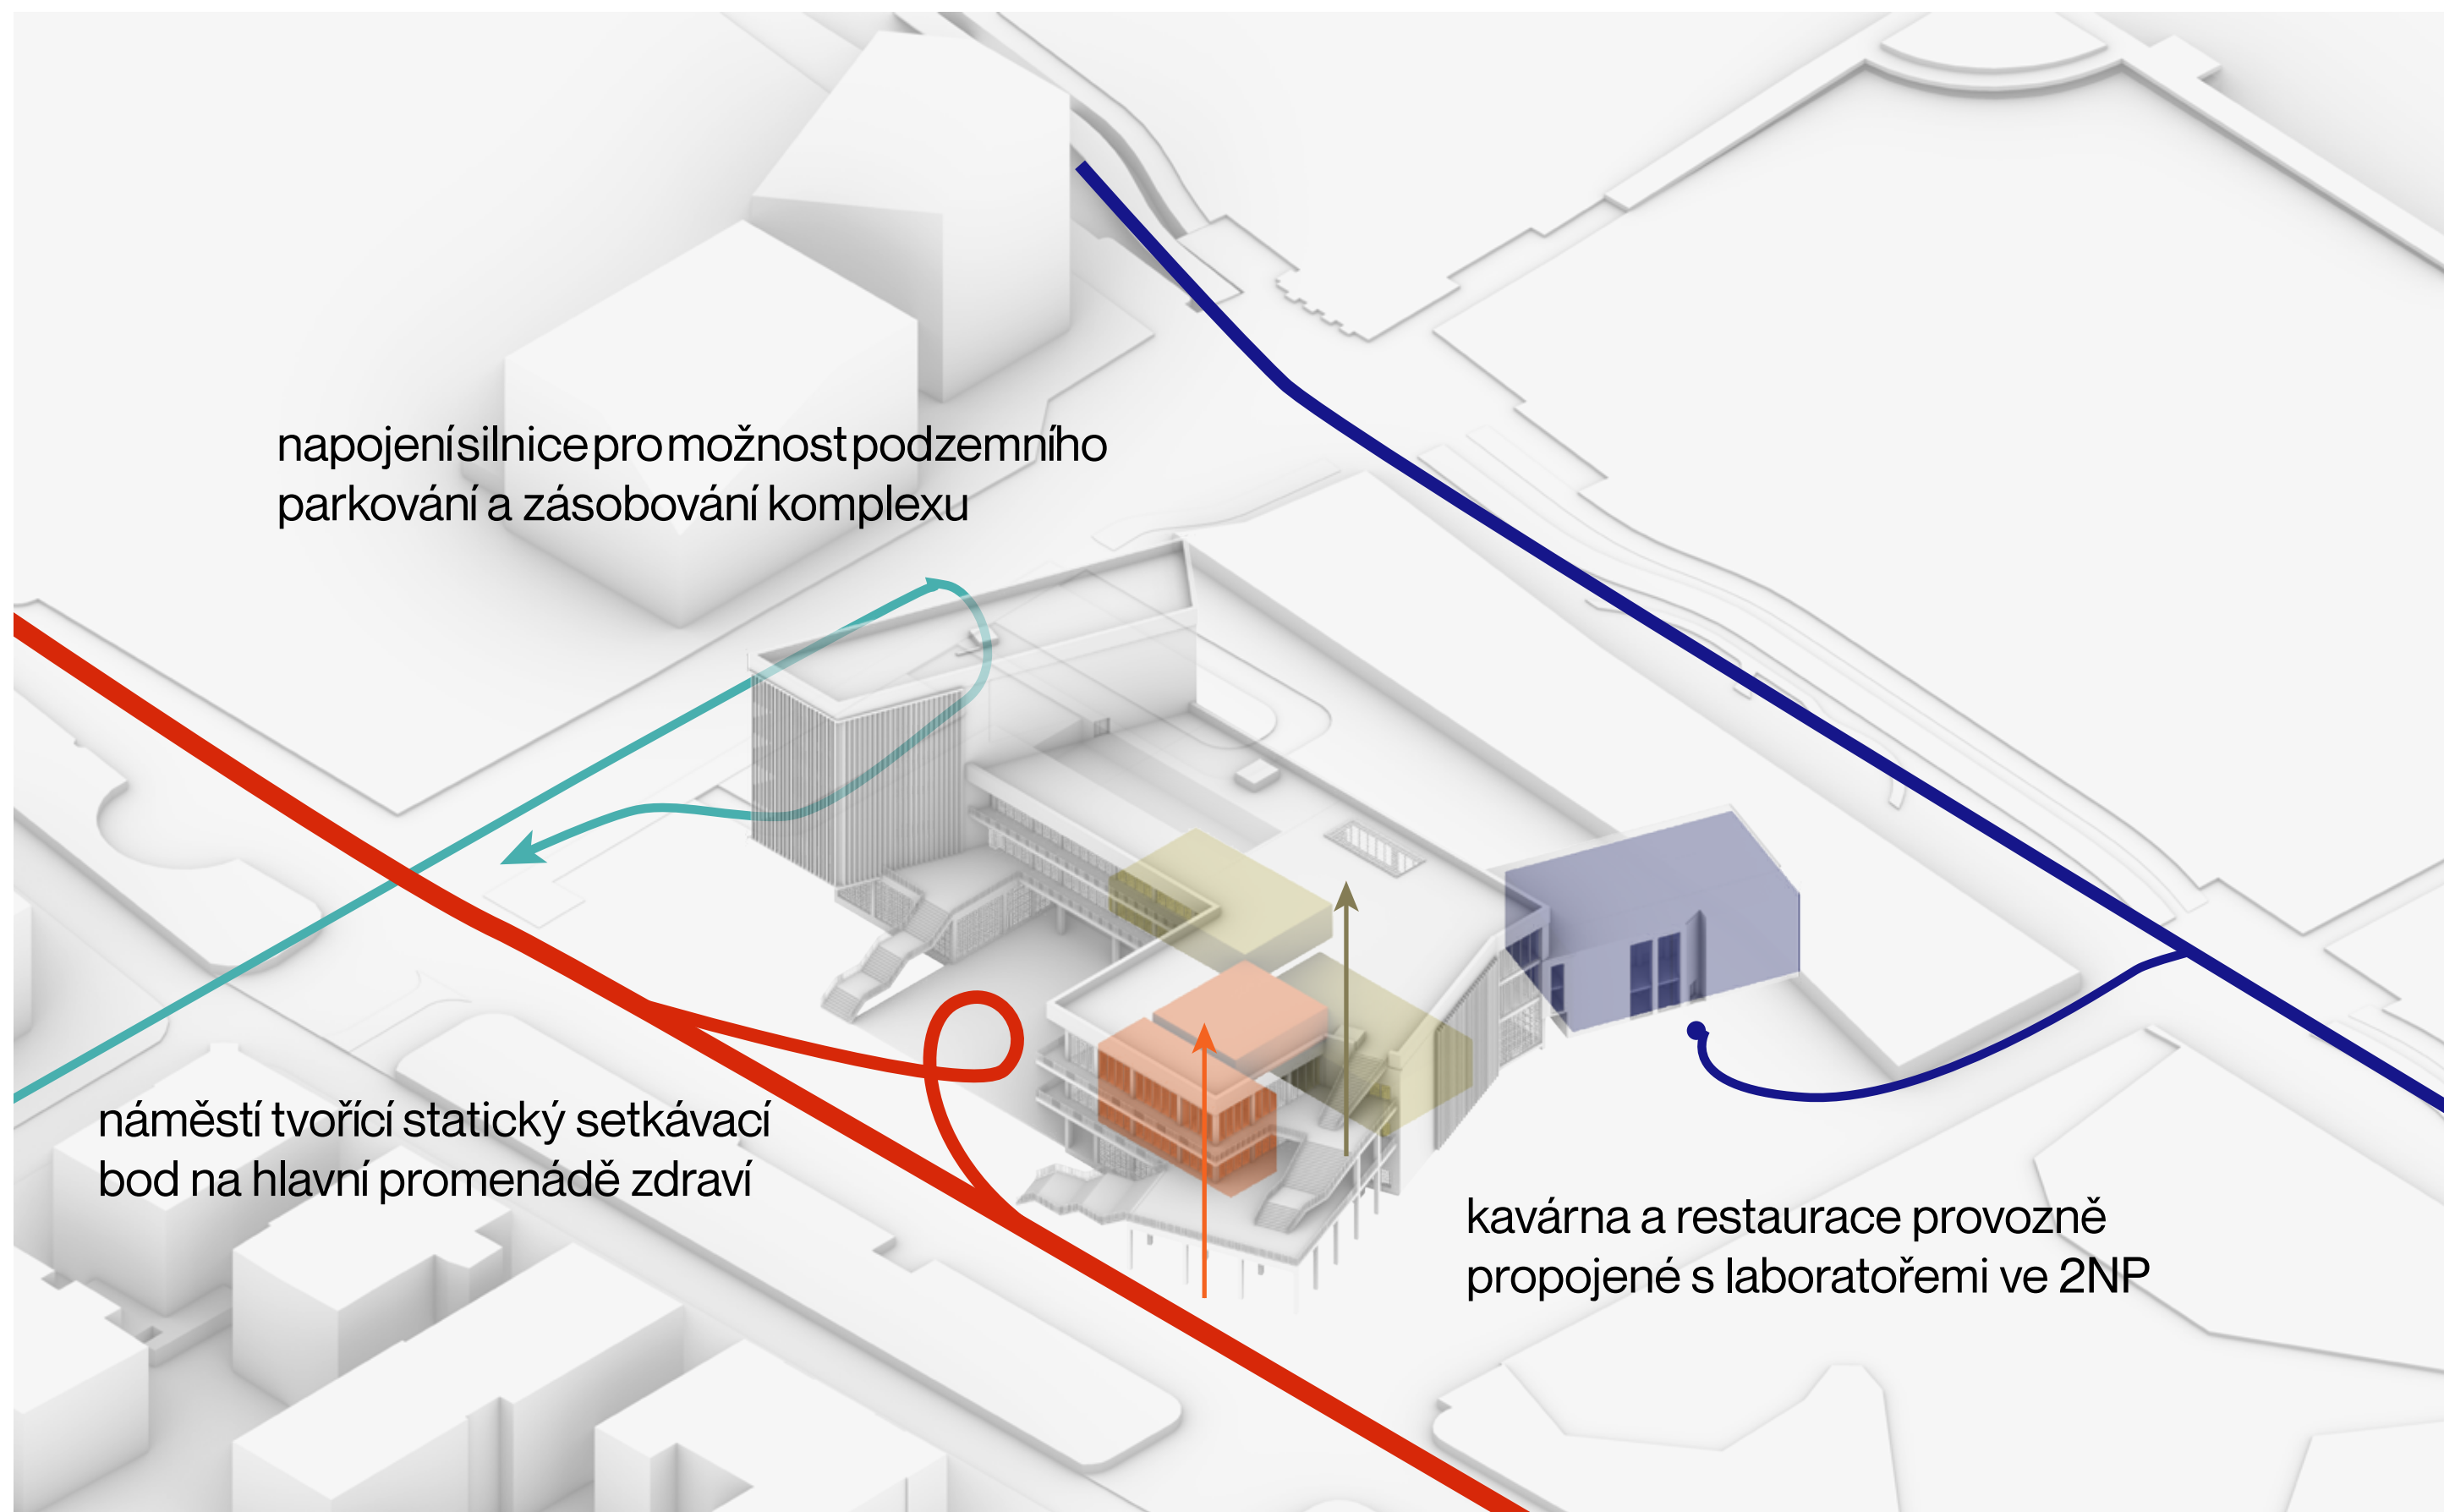 napojení silnice pro možnost podzemního
parkování a zásobování komplexu
náměstí tvořící statický setkávací
bod na hlavní promenádě zdraví
kavárna a restaurace provozně
propojené s laboratořemi ve 2NP